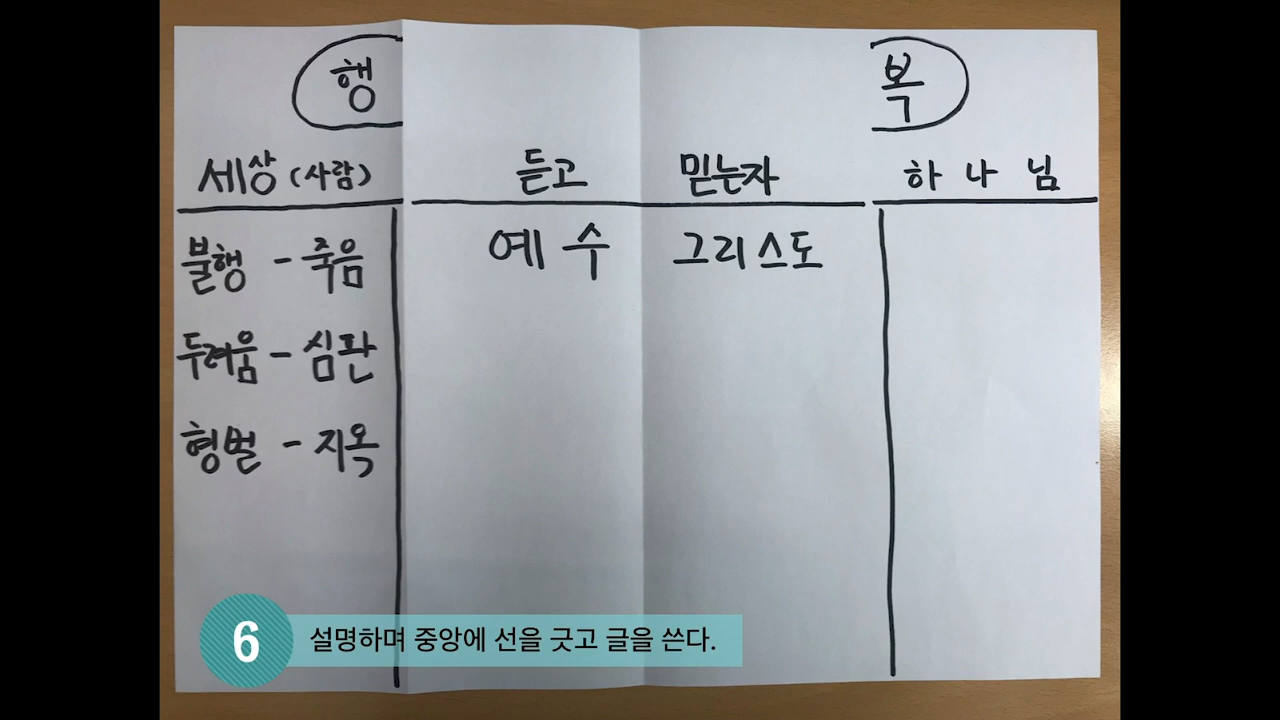 행 복
세상(사람) 듣고 믿는자 하나님
불행 - 죽음 예수 그리스도
두려움 - 심판
형벌 - 지옥
6 설명하며 중앙에 선을 긋고 글을 쓴다.